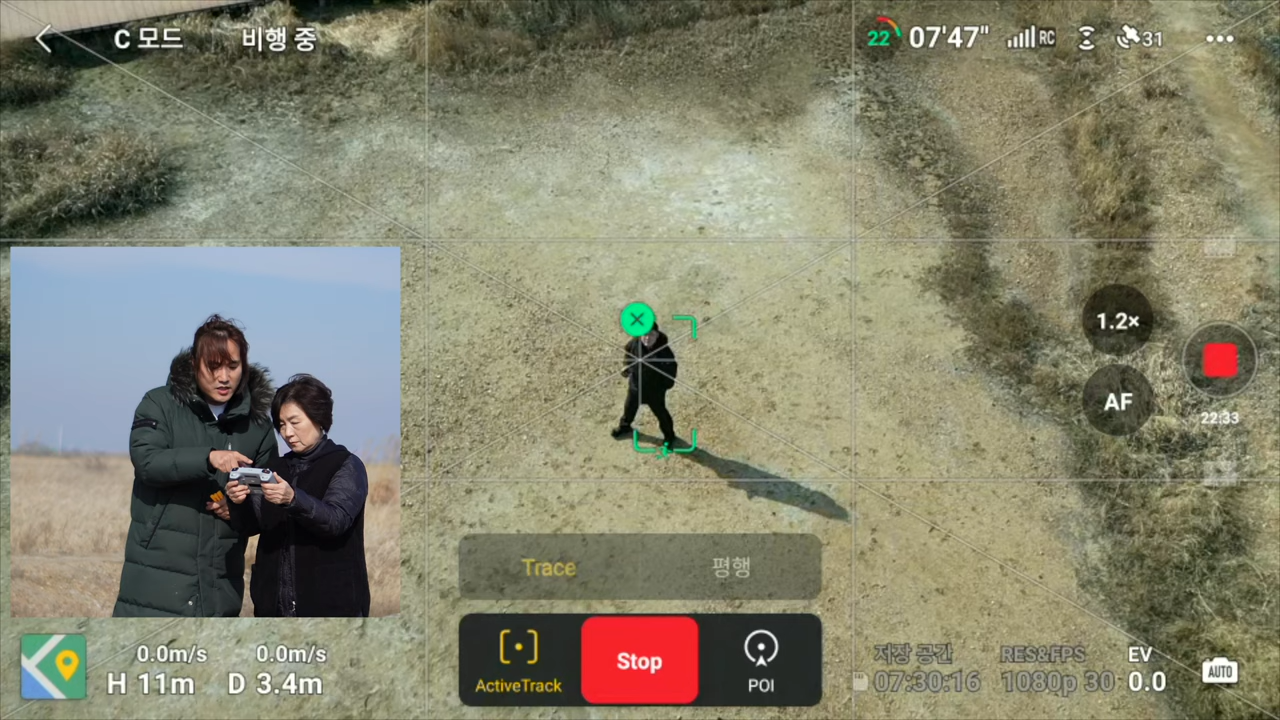 C 모드
비행 중
22
07'47"
RC
31
1.2×
AF
22:33
Trace
평행
ActiveTrack
Stop
POI
0.0m/s
0.0m/s
H 11m
D 3.4m
저장 공간
07:30:16
RES&FPS
1080p 30
EV
0.0
AUTO